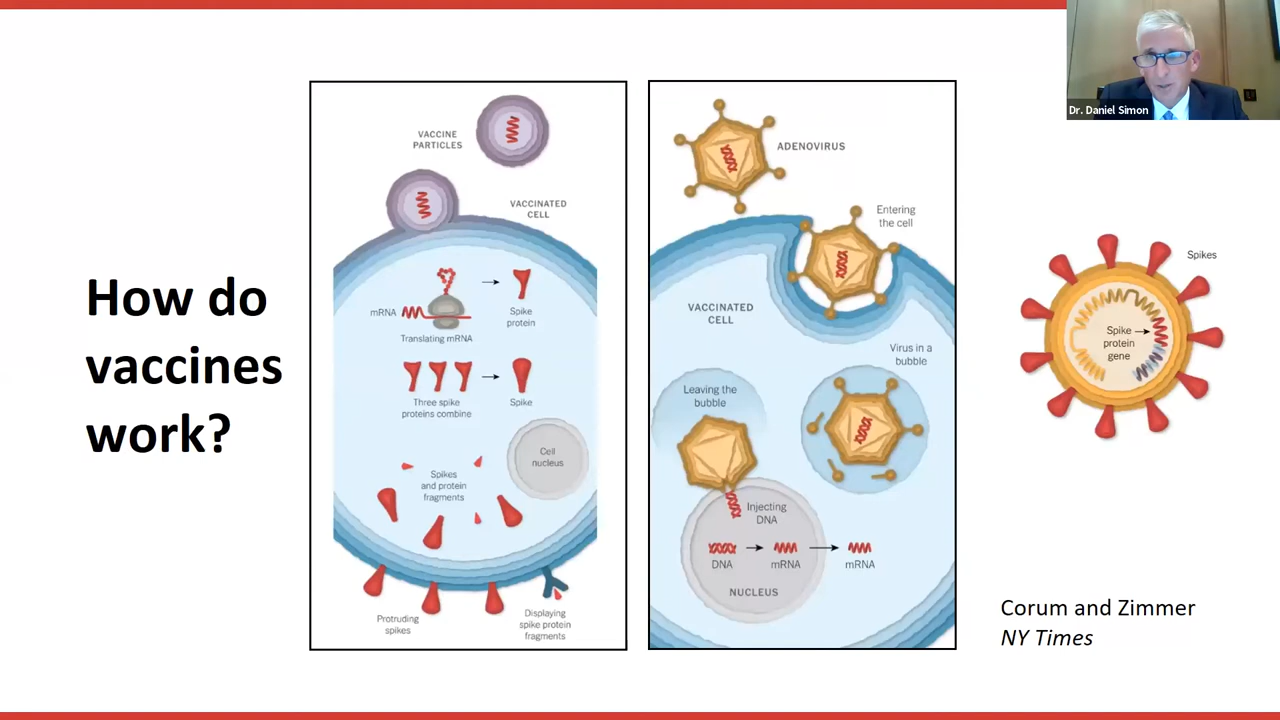 How do
vaccines
work?
VACCINE
PARTICLES
VACCINATED
CELL
mRNA
Translating mRNA
Spike
protein
Three spike
proteins combine
Spike
Cell
nucleus
Spikes
and protein
fragments
Protruding
spikes
Displaying
spike protein
fragments
ADENOVIRUS
Entering
the cell
VACCINATED
CELL
Virus in a
bubble
Leaving the
bubble
Injecting
DNA
DNA
mRNA
mRNA
NUCLEUS
Dr. Daniel Simon
Spikes
Spike
protein
gene
Corum and Zimmer
NY Times